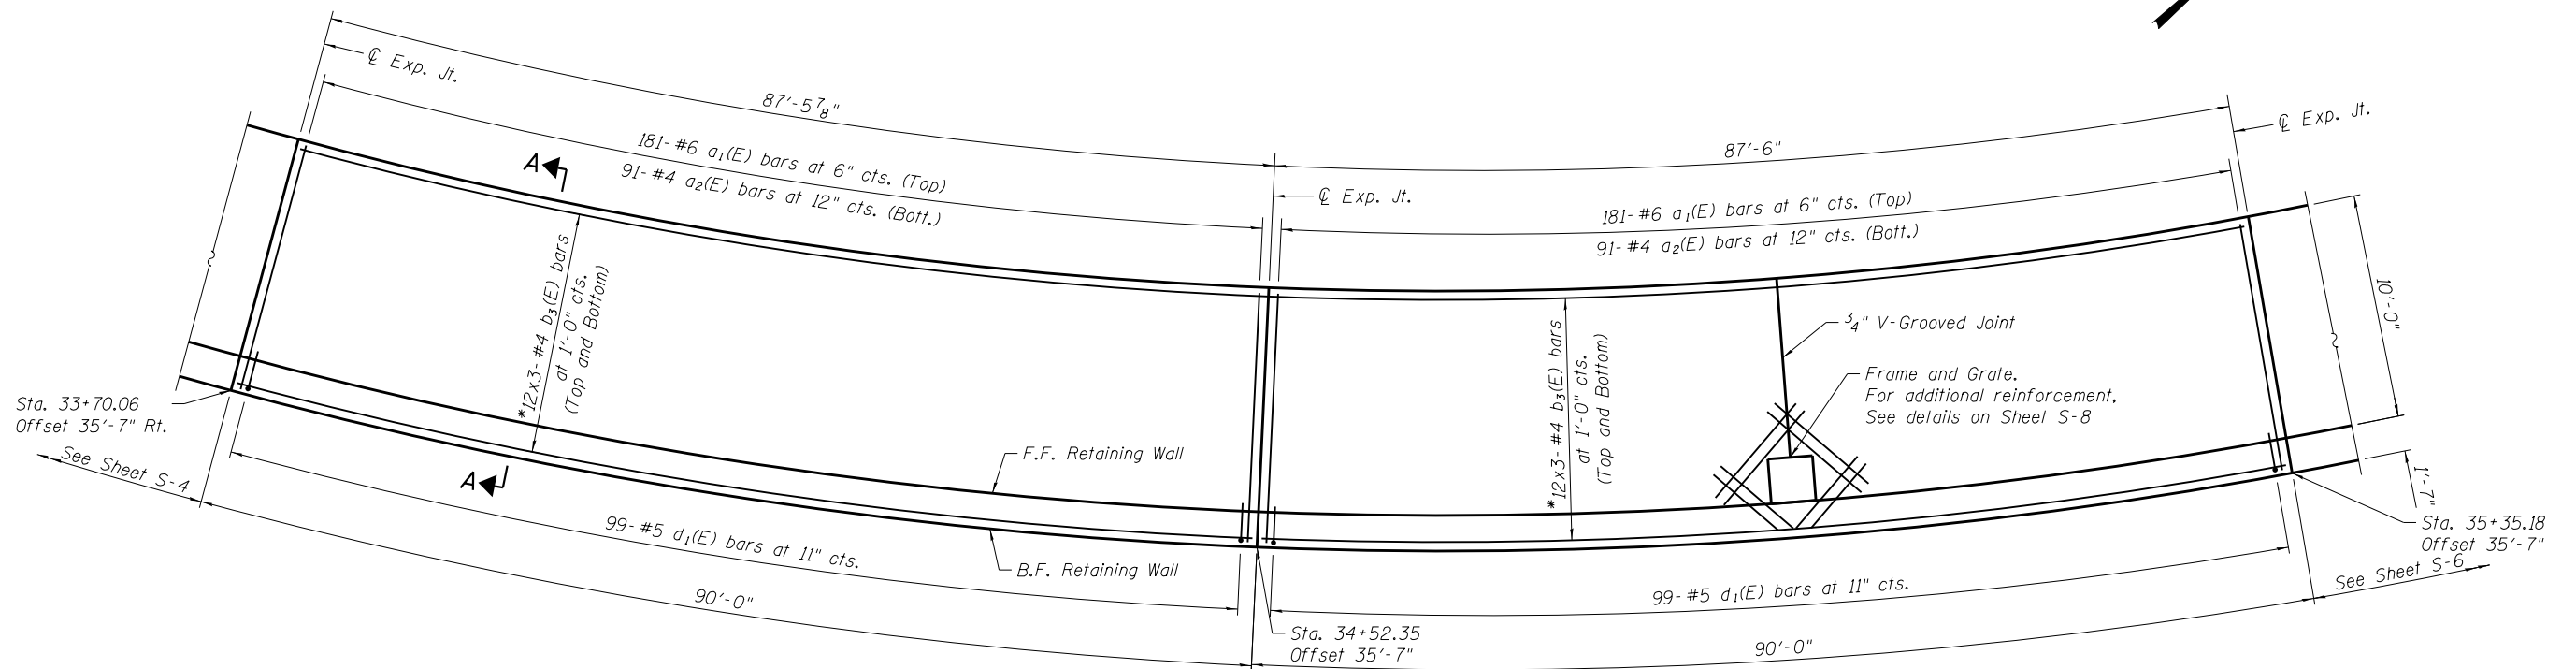 ℄ Exp. Jt.
87'-5 7/8"
181-#6 a₁(E) bars at 6" cts. (Top)
91-#4 a₂(E) bars at 12" cts. (Bott.)
A
*12x3-#4 b₃(E) bars
at 1'-0" cts.
(Top and Bottom)
Sta. 33+70.06
Offset 35'-7" Rt.
See Sheet S-4
A
F.F. Retaining Wall
99-#5 d₁(E) bars at 11" cts.
B.F. Retaining Wall
90'-0"
87'-6"
℄ Exp. Jt.
℄ Exp. Jt.
181-#6 a₁(E) bars at 6" cts. (Top)
91-#4 a₂(E) bars at 12" cts. (Bott.)
*12x3-#4 b₃(E) bars
at 1'-0" cts.
(Top and Bottom)
3/4" V-Grooved Joint
Frame and Grate.
For additional reinforcement,
See details on Sheet S-8
10'-0"
1'-7"
Sta. 35+35.18
Offset 35'-7"
See Sheet S-6
99-#5 d₁(E) bars at 11" cts.
Sta. 34+52.35
Offset 35'-7"
90'-0"